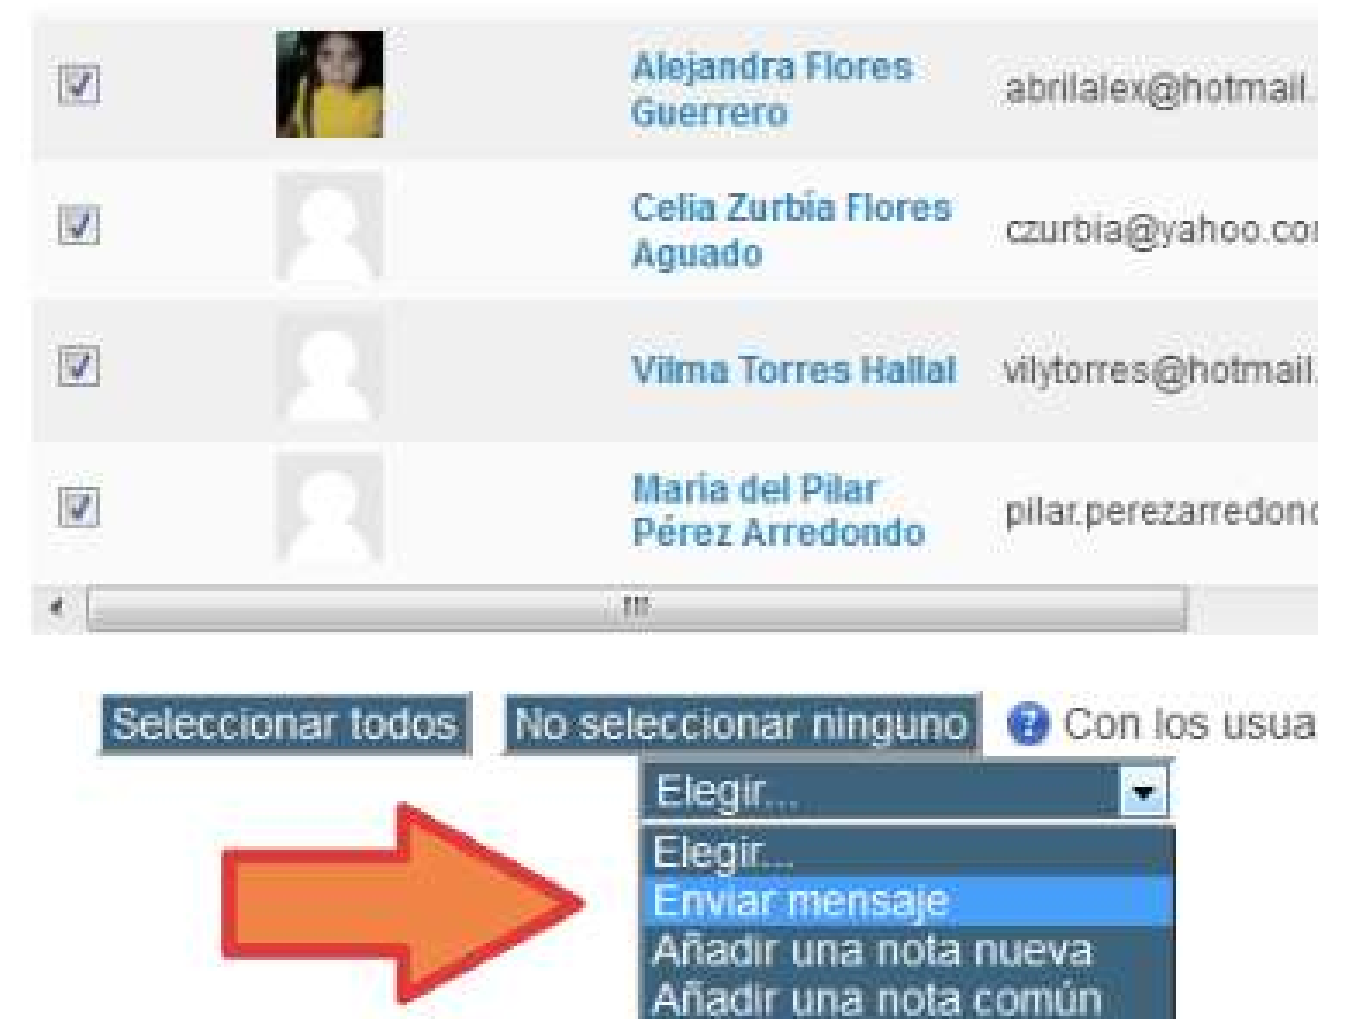 Alejandra Flores
Guerrero
abrilalex@hotmail.
Celia Zurbía Flores
Aguado
czurbia@yahoo.co
Vilma Torres Hallal
vilytorres@hotmail.
María del Pilar
Pérez Arredondo
pilar.perezarredon
Seleccionar todos
No seleccionar ninguno
Con los usua
Elegir...
Elegir...
Enviar mensaje
Añadir una nota nueva
Añadir una nota común